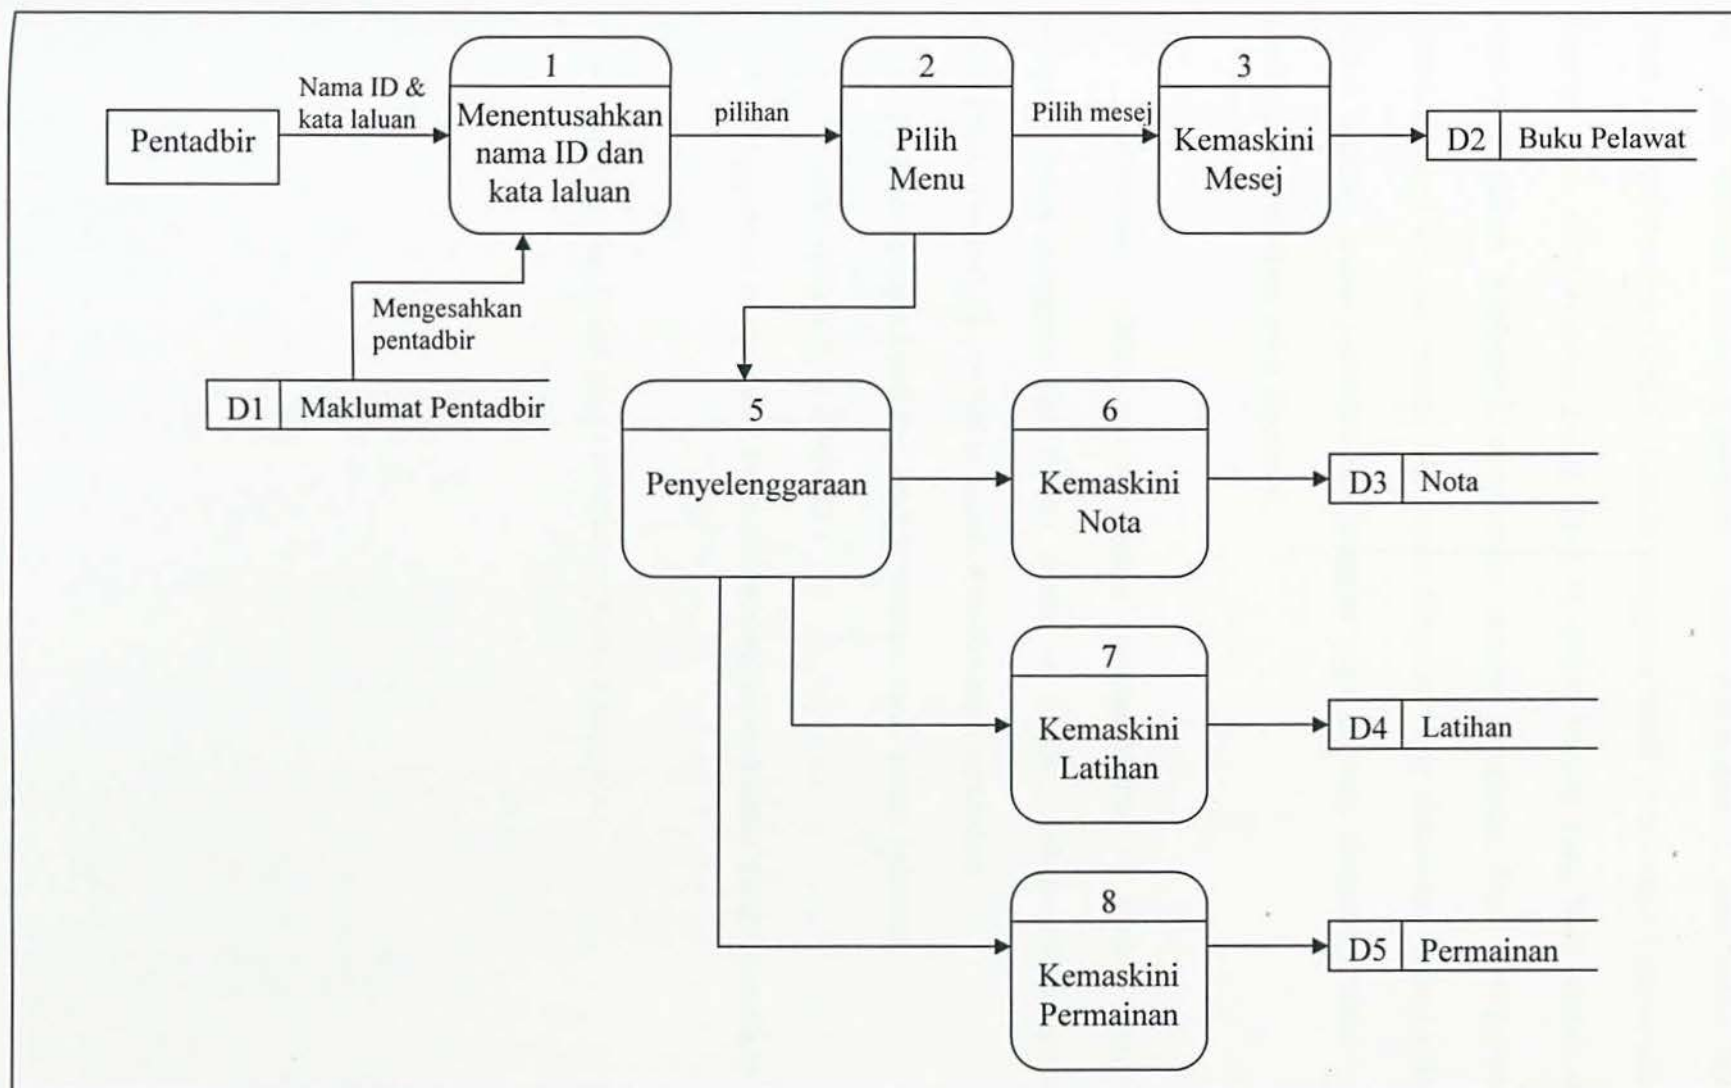 Pentadbir
Nama ID &
kata laluan
1
Menentusahkan
nama ID dan
kata laluan
pilihan
2
Pilih
Menu
Pilih mesej
3
Kemaskini
Mesej
D2 Buku Pelawat
Mengesahkan
pentadbir
D1 Maklumat Pentadbir
5
Penyelenggaraan
6
Kemaskini
Nota
D3 Nota
7
Kemaskini
Latihan
D4 Latihan
8
Kemaskini
Permainan
D5 Permainan